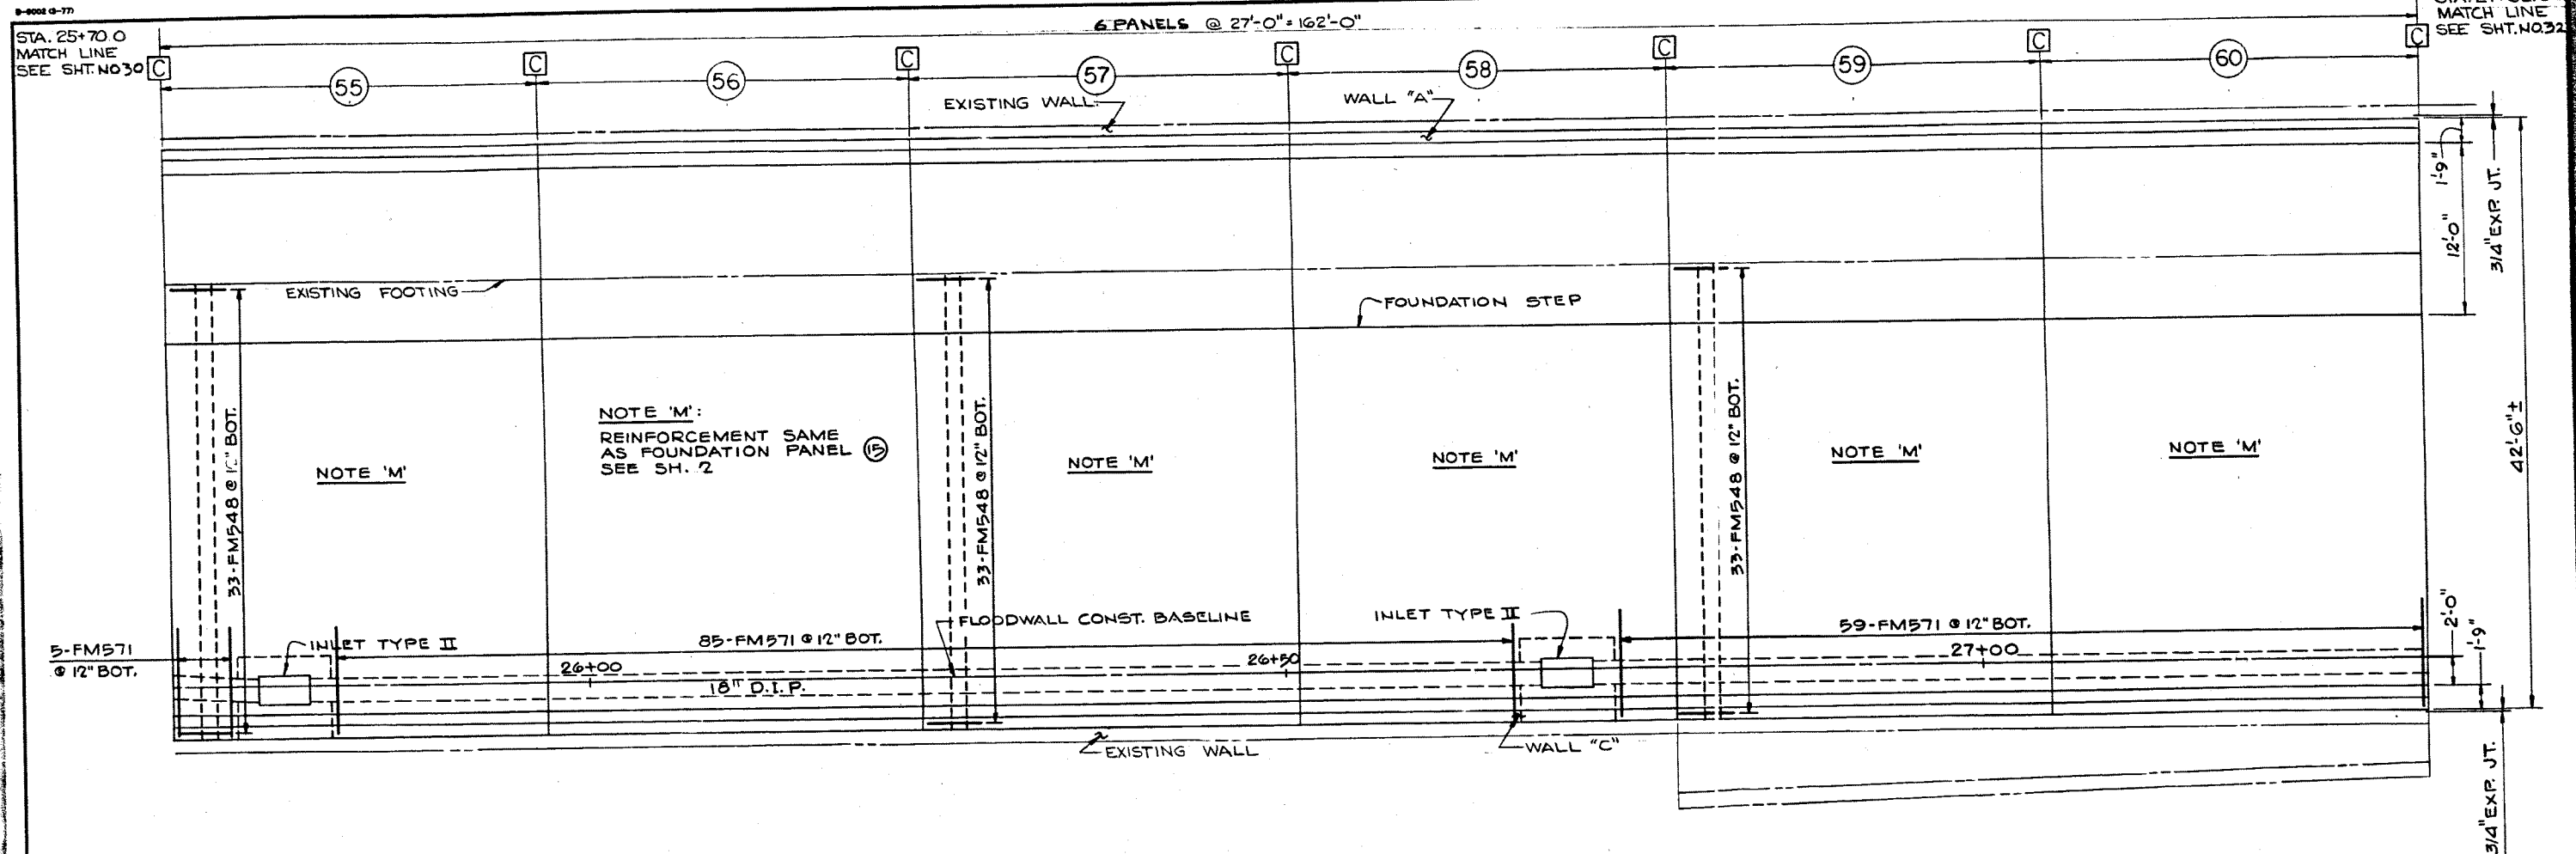 B-8002 (3-77)
6 PANELS @ 27'-0" = 162'-0"
STA. 25+70.0
MATCH LINE
SEE SHT. NO 30
MATCH LINE
SEE SHT. NO. 32
C
C
C
C
C
C
C
55
56
57
58
59
60
EXISTING WALL
WALL "A"
1'-9"
12'-0"
3/4" EXP. JT.
42'-6"±
EXISTING FOOTING
FOUNDATION STEP
33-FM548 @ 12" BOT.
33-FM548 @ 12" BOT.
33-FM548 @ 12" BOT.
NOTE 'M':
REINFORCEMENT SAME
AS FOUNDATION PANEL 15
SEE SH. 2
NOTE 'M'
NOTE 'M'
NOTE 'M'
NOTE 'M'
NOTE 'M'
5-FM571
@ 12" BOT.
INLET TYPE II
85-FM571 @ 12" BOT.
FLOODWALL CONST. BASELINE
INLET TYPE II
59-FM571 @ 12" BOT.
26+00
26+50
27+00
18" D.I.P.
2'-0"
1'-9"
EXISTING WALL
WALL "C"
3/4" EXP. JT.